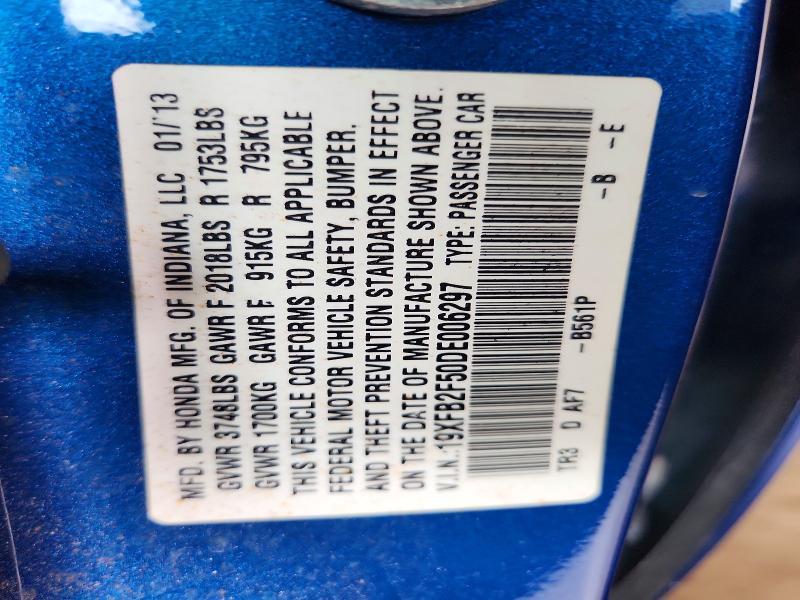 MFD. BY HONDA MFG. OF INDIANA, LLC 01/'13
GVWR 3748LBS GAWR F 2018LBS R 1753LBS
GVWR 1700KG GAWR F 915KG R 795KG
THIS VEHICLE CONFORMS TO ALL APPLICABLE
FEDERAL MOTOR VEHICLE SAFETY, BUMPER,
AND THEFT PREVENTION STANDARDS IN EFFECT
ON THE DATE OF MANUFACTURE SHOWN ABOVE.
V.I.N.:19XFB2F50DE006297 TYPE: PASSENGER CAR
TR3 D AF7 -B561P -B -E